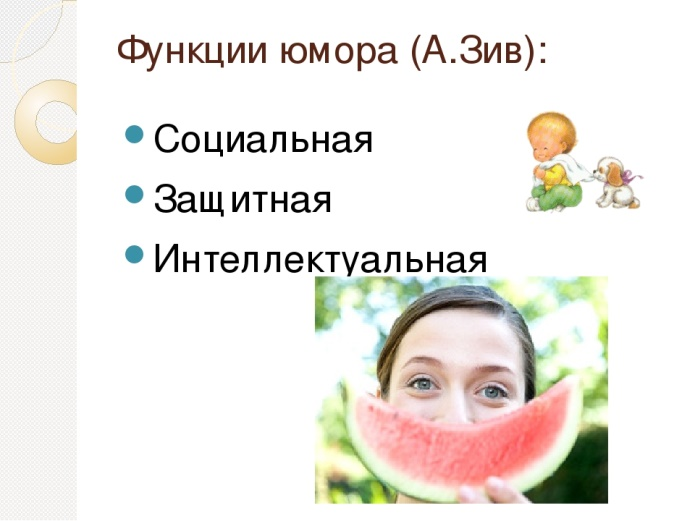 Функции юмора (А.Зив):
Социальная
Защитная
Интеллектуальная